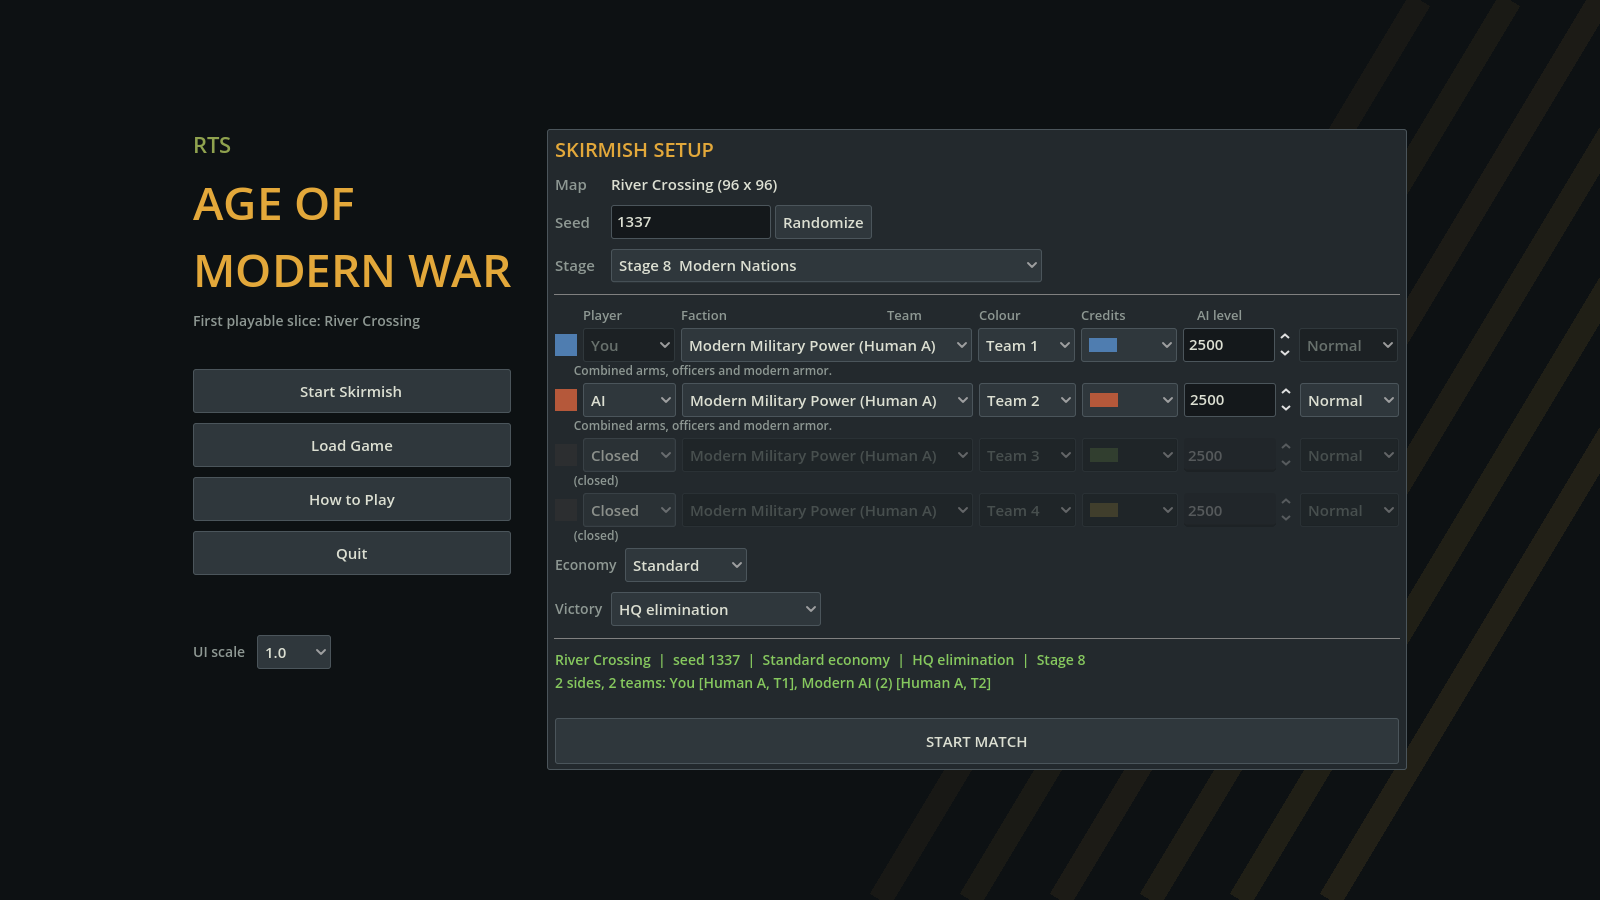 RTS
AGE OF
MODERN WAR
First playable slice: River Crossing
Start Skirmish
Load Game
How to Play
Quit
UI scale 1.0
SKIRMISH SETUP
Map River Crossing (96 x 96)
Seed 1337 Randomize
Stage Stage 8 Modern Nations
Player Faction Team Colour Credits AI level
You Modern Military Power (Human A) Team 1 2500 Normal
Combined arms, officers and modern armor.
AI Modern Military Power (Human A) Team 2 2500 Normal
Combined arms, officers and modern armor.
Closed Modern Military Power (Human A) Team 3 2500 Normal
(closed)
Closed Modern Military Power (Human A) Team 4 2500 Normal
(closed)
Economy Standard
Victory HQ elimination
River Crossing | seed 1337 | Standard economy | HQ elimination | Stage 8
2 sides, 2 teams: You [Human A, T1], Modern AI (2) [Human A, T2]
START MATCH